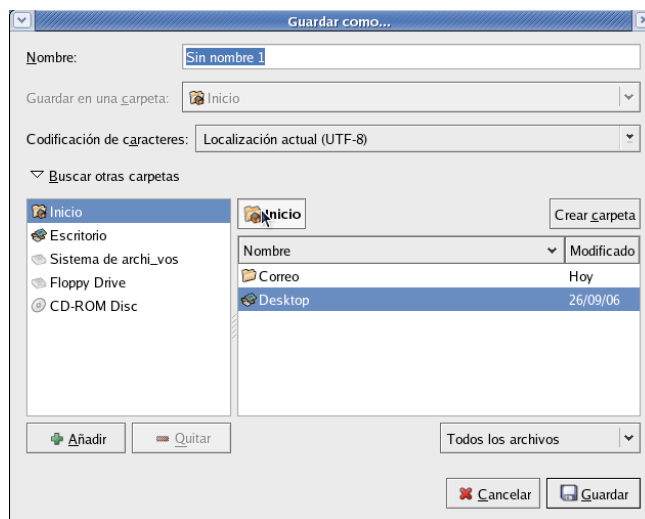 Guardar como...
Nombre: Sin nombre 1
Guardar en una carpeta: Inicio
Codificación de caracteres: Localización actual (UTF-8)
Buscar otras carpetas
Inicio
Escritorio
Sistema de archi_vos
Floppy Drive
CD-ROM Disc
Añadir Quitar
Inicio Crear carpeta
Nombre Modificado
Correo Hoy
Desktop 26/09/06
Todos los archivos
Cancelar Guardar